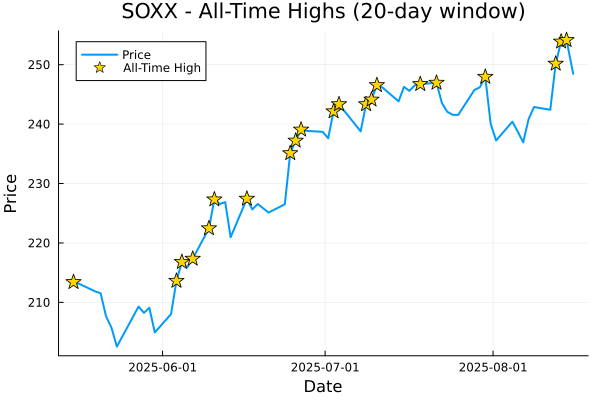 SOXX - All-Time Highs (20-day window)
Price
All-Time High
250
240
230
220
210
Price
2025-06-01
2025-07-01
2025-08-01
Date